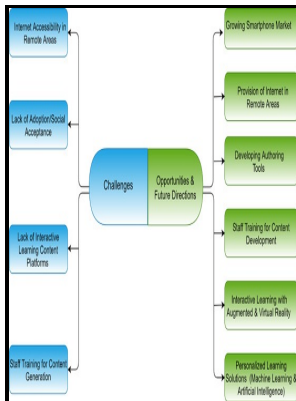 Internet Accessibility in
Remote Areas
Lack of Adoption/Social
Acceptance
Lack of Interactive
Learning Content
Platforms
Staff Training for Content
Generation
Challenges
Opportunities &
Future Directions
Growing Smartphone Market
Provision of Internet in
Remote Areas
Developing Authoring
Tools
Staff Training for Content
Development
Interactive Learning with
Augmented & Virtual Reality
Personalized Learning
Solutions (Machine Learning &
Artificial Intelligence)